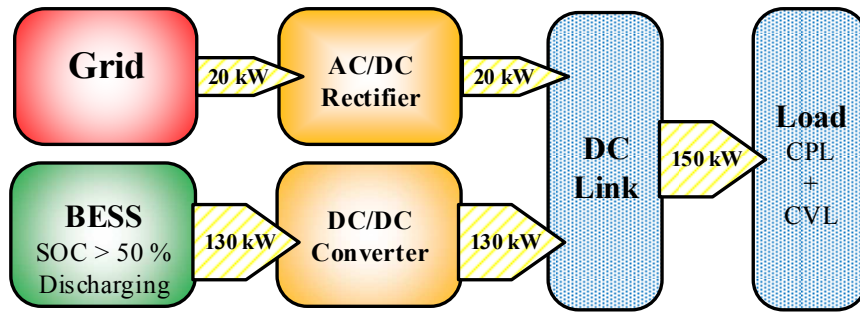 Grid
20 kW
AC/DC
Rectifier
20 kW
BESS
SOC > 50 %
Discharging
130 kW
DC/DC
Converter
130 kW
DC
Link
150 kW
Load
CPL
+
CVL